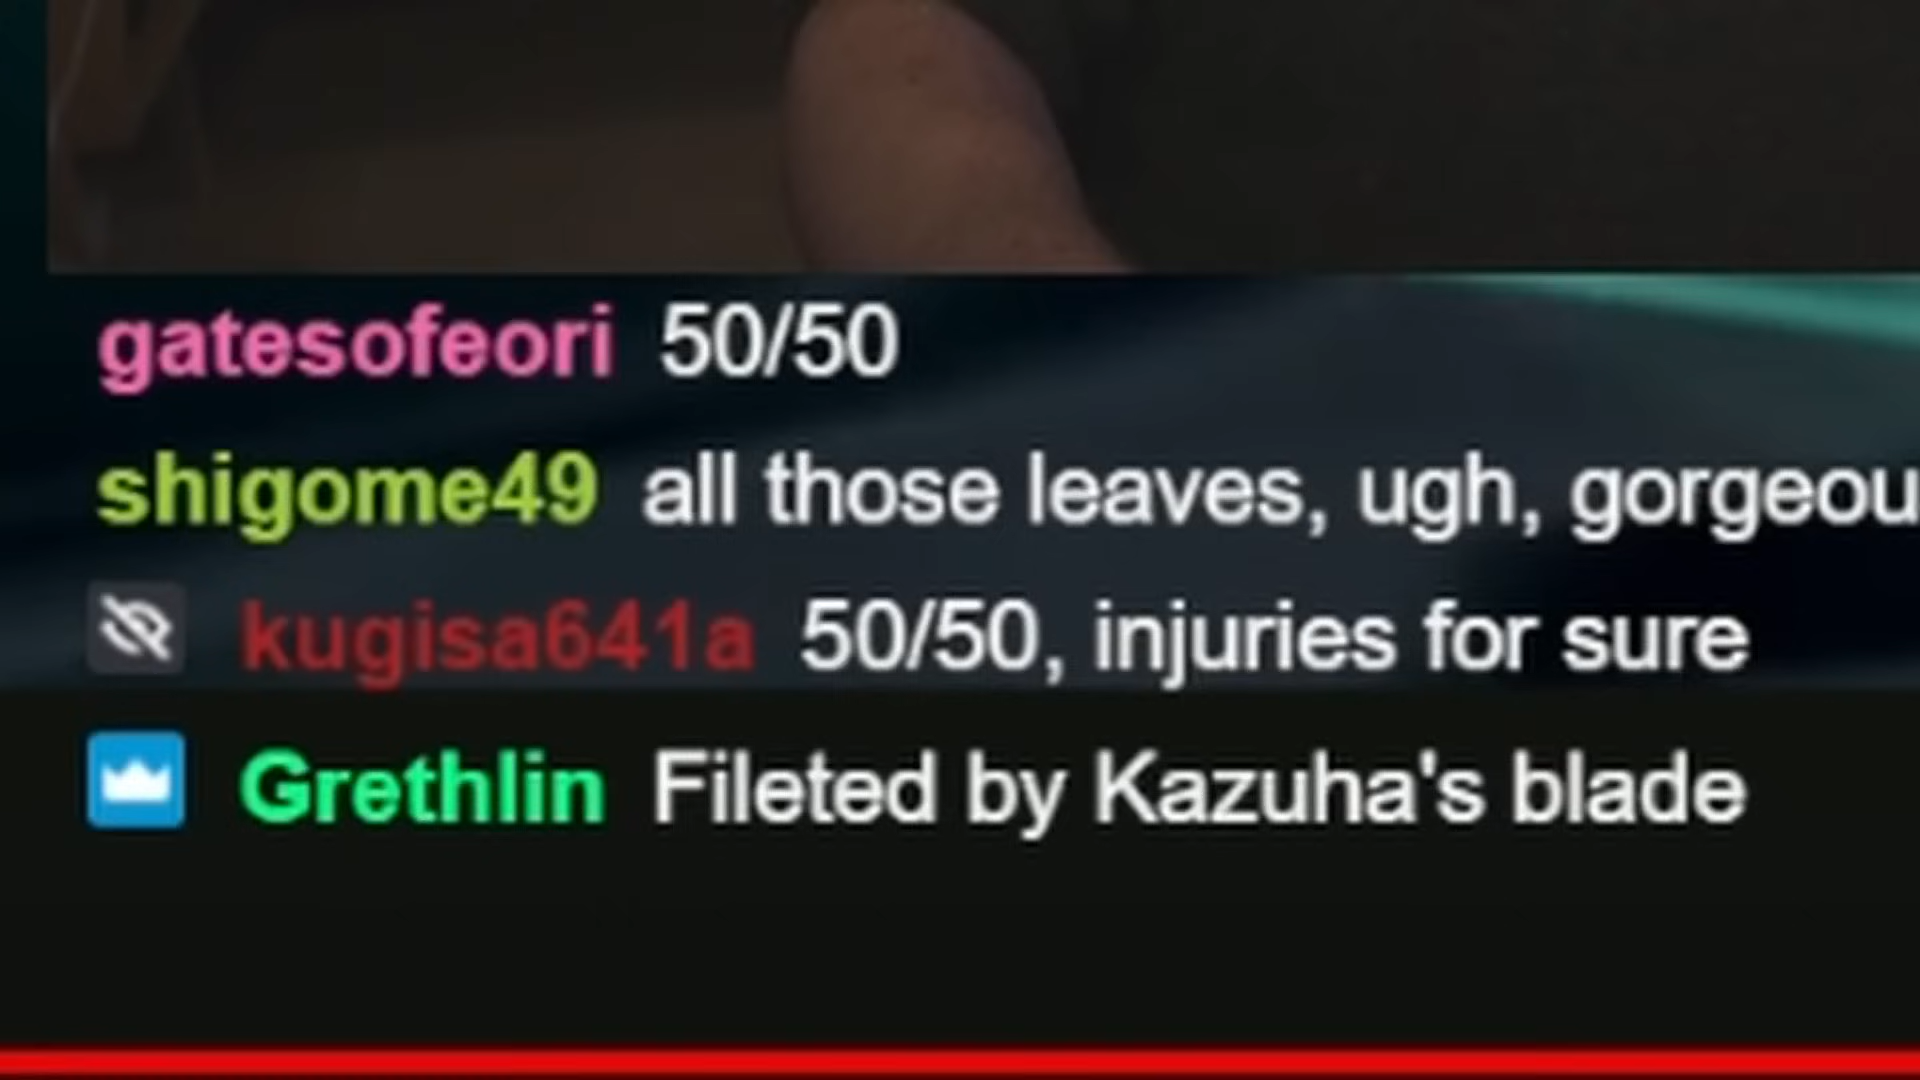 gatesofeori 50/50
shigome49 all those leaves, ugh, gorgeou
kugisa641a 50/50, injuries for sure
Grethlin Fileted by Kazuha's blade